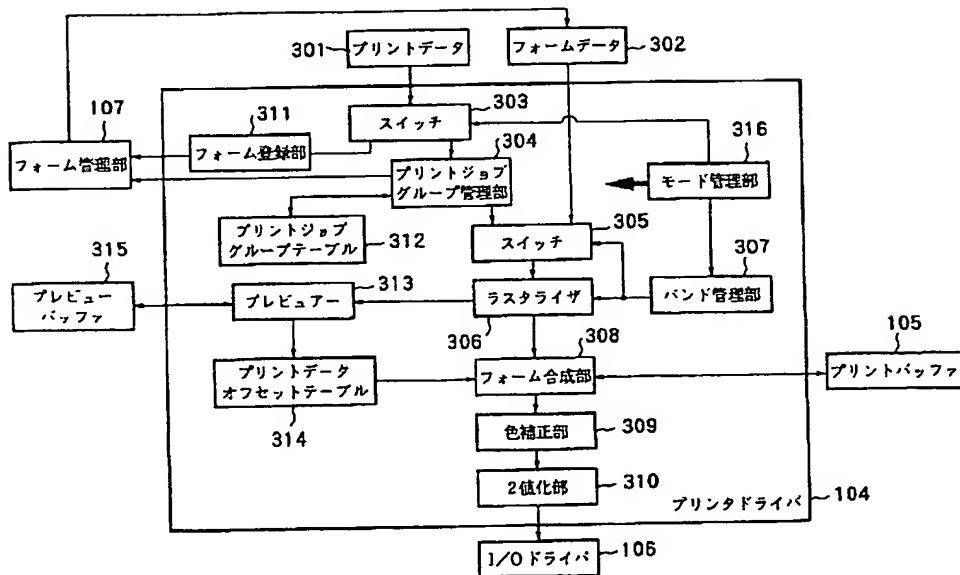 301
プリントデータ
フォームデータ
302
107
フォーム管理部
311
フォーム登録部
303
スイッチ
304
プリントジョブ
グループ管理部
316
モード管理部
プリントジョブ
グループテーブル
312
305
スイッチ
307
バンド管理部
315
プレビュー
バッファ
313
プレビュアー
ラスタライザ
306
308
フォーム合成部
105
プリントバッファ
プリントデータ
オフセットテーブル
314
色補正部
309
2値化部
310
プリンタドライバ
104
I/Oドライバ
106